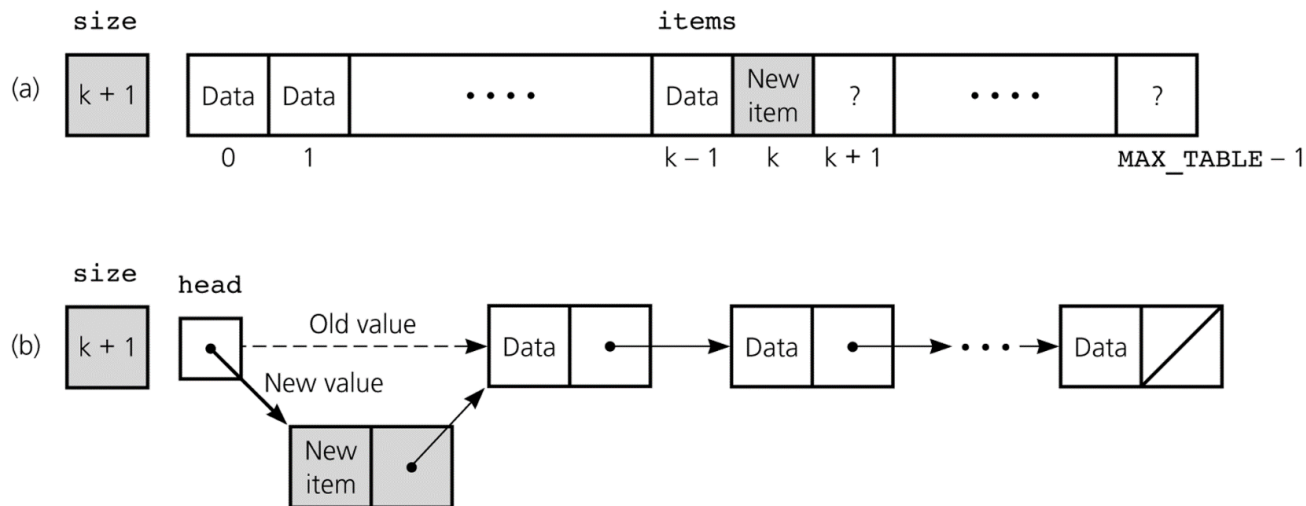 size items
(a) k + 1 Data Data • • • • Data New item ? • • • • ?
0 1 k – 1 k k + 1 MAX_TABLE – 1
size
head
(b) k + 1 Old value Data Data • • • Data
New value
New
item